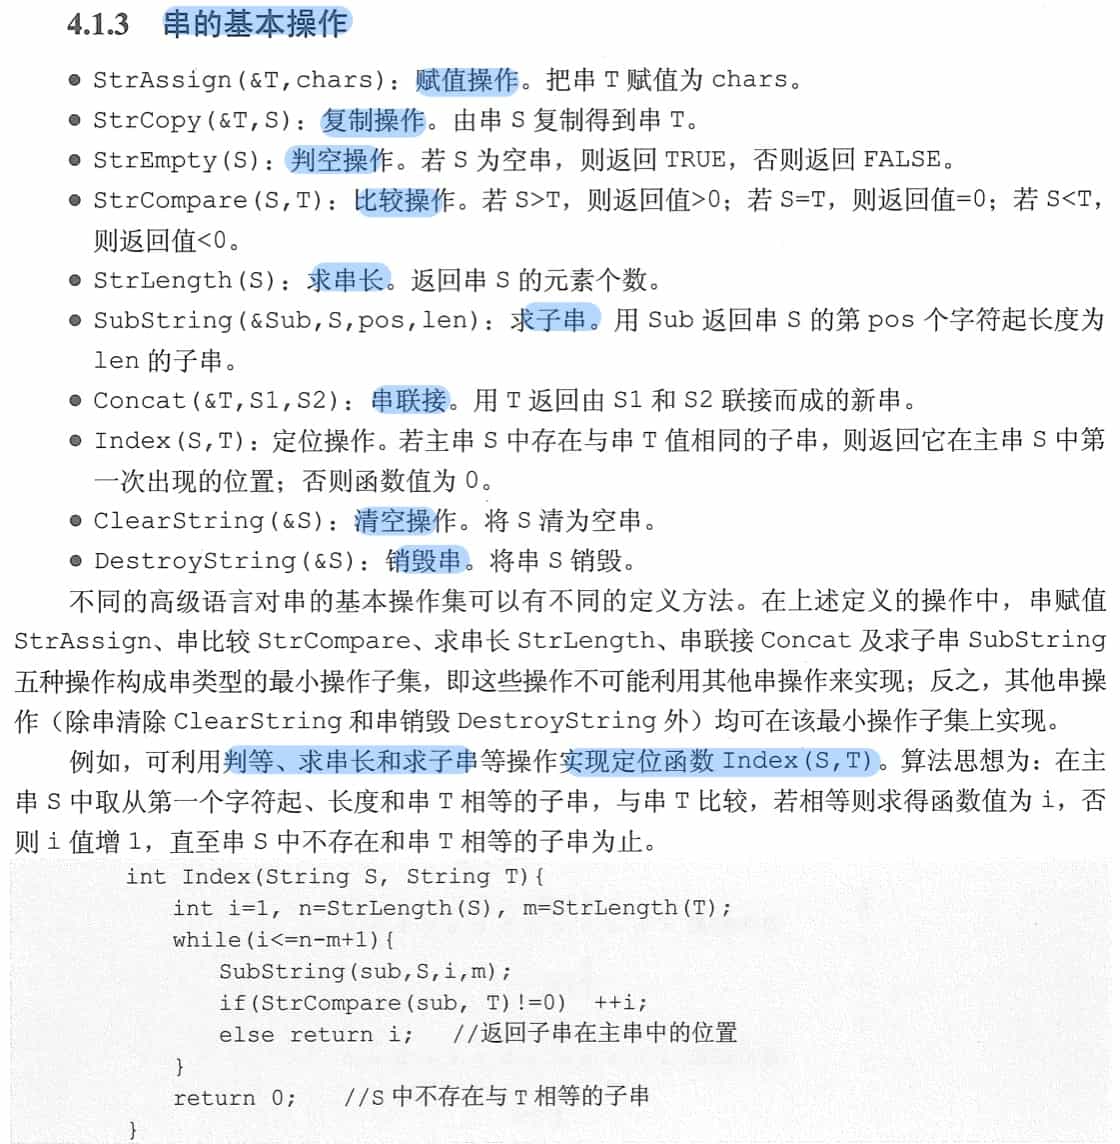 4.1.3 串的基本操作
● StrAssign(&T,chars)：赋值操作。把串 T 赋值为 chars。
● StrCopy(&T,S)：复制操作。由串 S 复制得到串 T。
● StrEmpty(S)：判空操作。若 S 为空串，则返回 TRUE，否则返回 FALSE。
● StrCompare(S,T)：比较操作。若 S>T，则返回值>0；若 S=T，则返回值=0；若 S<T，
则返回值<0。
● StrLength(S)：求串长。返回串 S 的元素个数。
● SubString(&Sub,S,pos,len)：求子串。用 Sub 返回串 S 的第 pos 个字符起长度为
len 的子串。
● Concat(&T,S1,S2)：串联接。用 T 返回由 S1 和 S2 联接而成的新串。
● Index(S,T)：定位操作。若主串 S 中存在与串 T 值相同的子串，则返回它在主串 S 中第
一次出现的位置；否则函数值为 0。
● ClearString(&S)：清空操作。将 S 清为空串。
● DestroyString(&S)：销毁串。将串 S 销毁。
不同的高级语言对串的基本操作集可以有不同的定义方法。在上述定义的操作中，串赋值
StrAssign、串比较 StrCompare、求串长 StrLength、串联接 Concat 及求子串 SubString
五种操作构成串类型的最小操作子集，即这些操作不可能利用其他串操作来实现；反之，其他串操
作（除串清除 ClearString 和串销毁 DestroyString 外）均可在该最小操作子集上实现。
例如，可利用判等、求串长和求子串等操作实现定位函数 Index(S,T)。算法思想为：在主
串 S 中取从第一个字符起、长度和串 T 相等的子串，与串 T 比较，若相等则求得函数值为 i，否
则 i 值增 1，直至串 S 中不存在和串 T 相等的子串为止。
int Index(String S, String T){
int i=1, n=StrLength(S), m=StrLength(T);
while(i<=n-m+1){
SubString(sub,S,i,m);
if(StrCompare(sub, T)!=0) ++i;
else return i; //返回子串在主串中的位置
}
return 0; //S 中不存在与 T 相等的子串
}